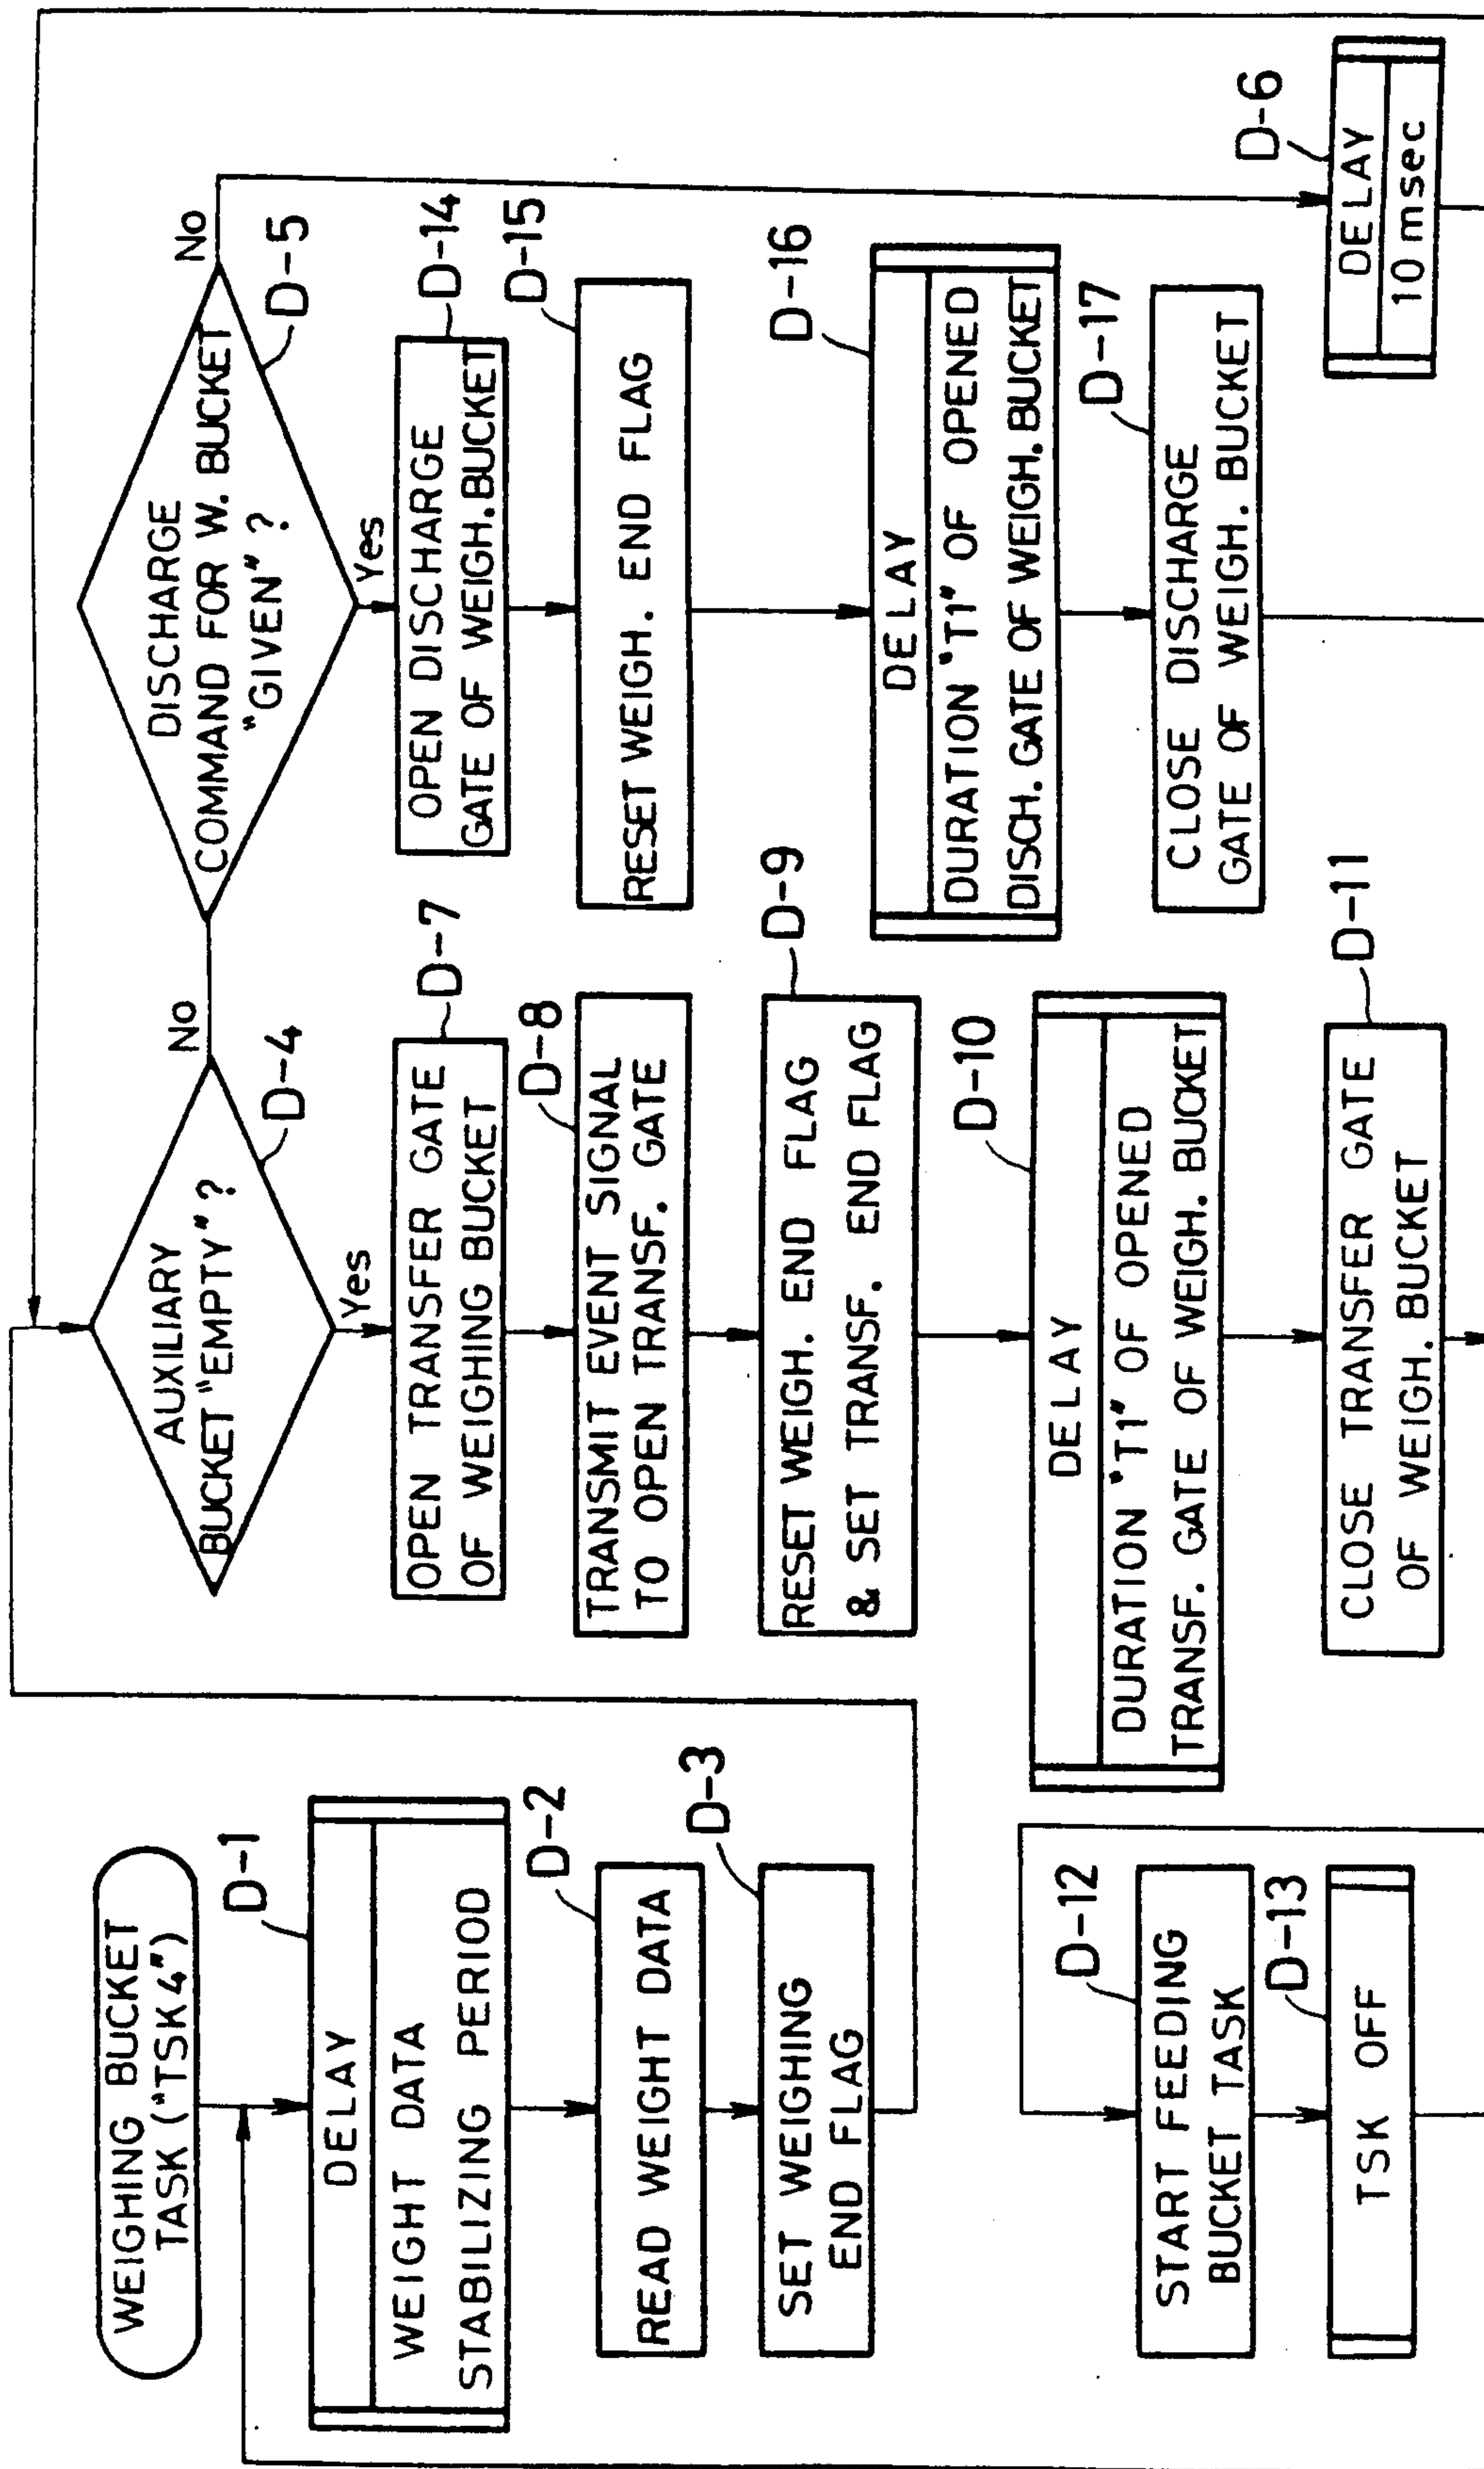 WEIGHING BUCKET
TASK ("TSK 4")
D-1
DELAY
WEIGHT DATA
STABILIZING PERIOD
D-2
READ WEIGHT DATA
D-3
SET WEIGHING
END FLAG
D-12
START FEEDING
BUCKET TASK
D-13
TSK OFF
AUXILIARY
BUCKET "EMPTY" ?
D-4
No
Yes
D-7
OPEN TRANSFER GATE
OF WEIGHING BUCKET
D-8
TRANSMIT EVENT SIGNAL
TO OPEN TRANSF. GATE
D-9
RESET WEIGH. END FLAG
& SET TRANSF. END FLAG
D-10
DELAY
DURATION "T1" OF OPENED
TRANSF. GATE OF WEIGH. BUCKET
D-11
CLOSE TRANSFER GATE
OF WEIGH. BUCKET
DISCHARGE
COMMAND FOR W. BUCKET
"GIVEN" ?
D-5
No
Yes
D-14
OPEN DISCHARGE
GATE OF WEIGH. BUCKET
D-15
RESET WEIGH. END FLAG
D-16
DELAY
DURATION "T1" OF OPENED
DISCH. GATE OF WEIGH. BUCKET
D-17
CLOSE DISCHARGE
GATE OF WEIGH. BUCKET
D-6
DELAY
10 msec